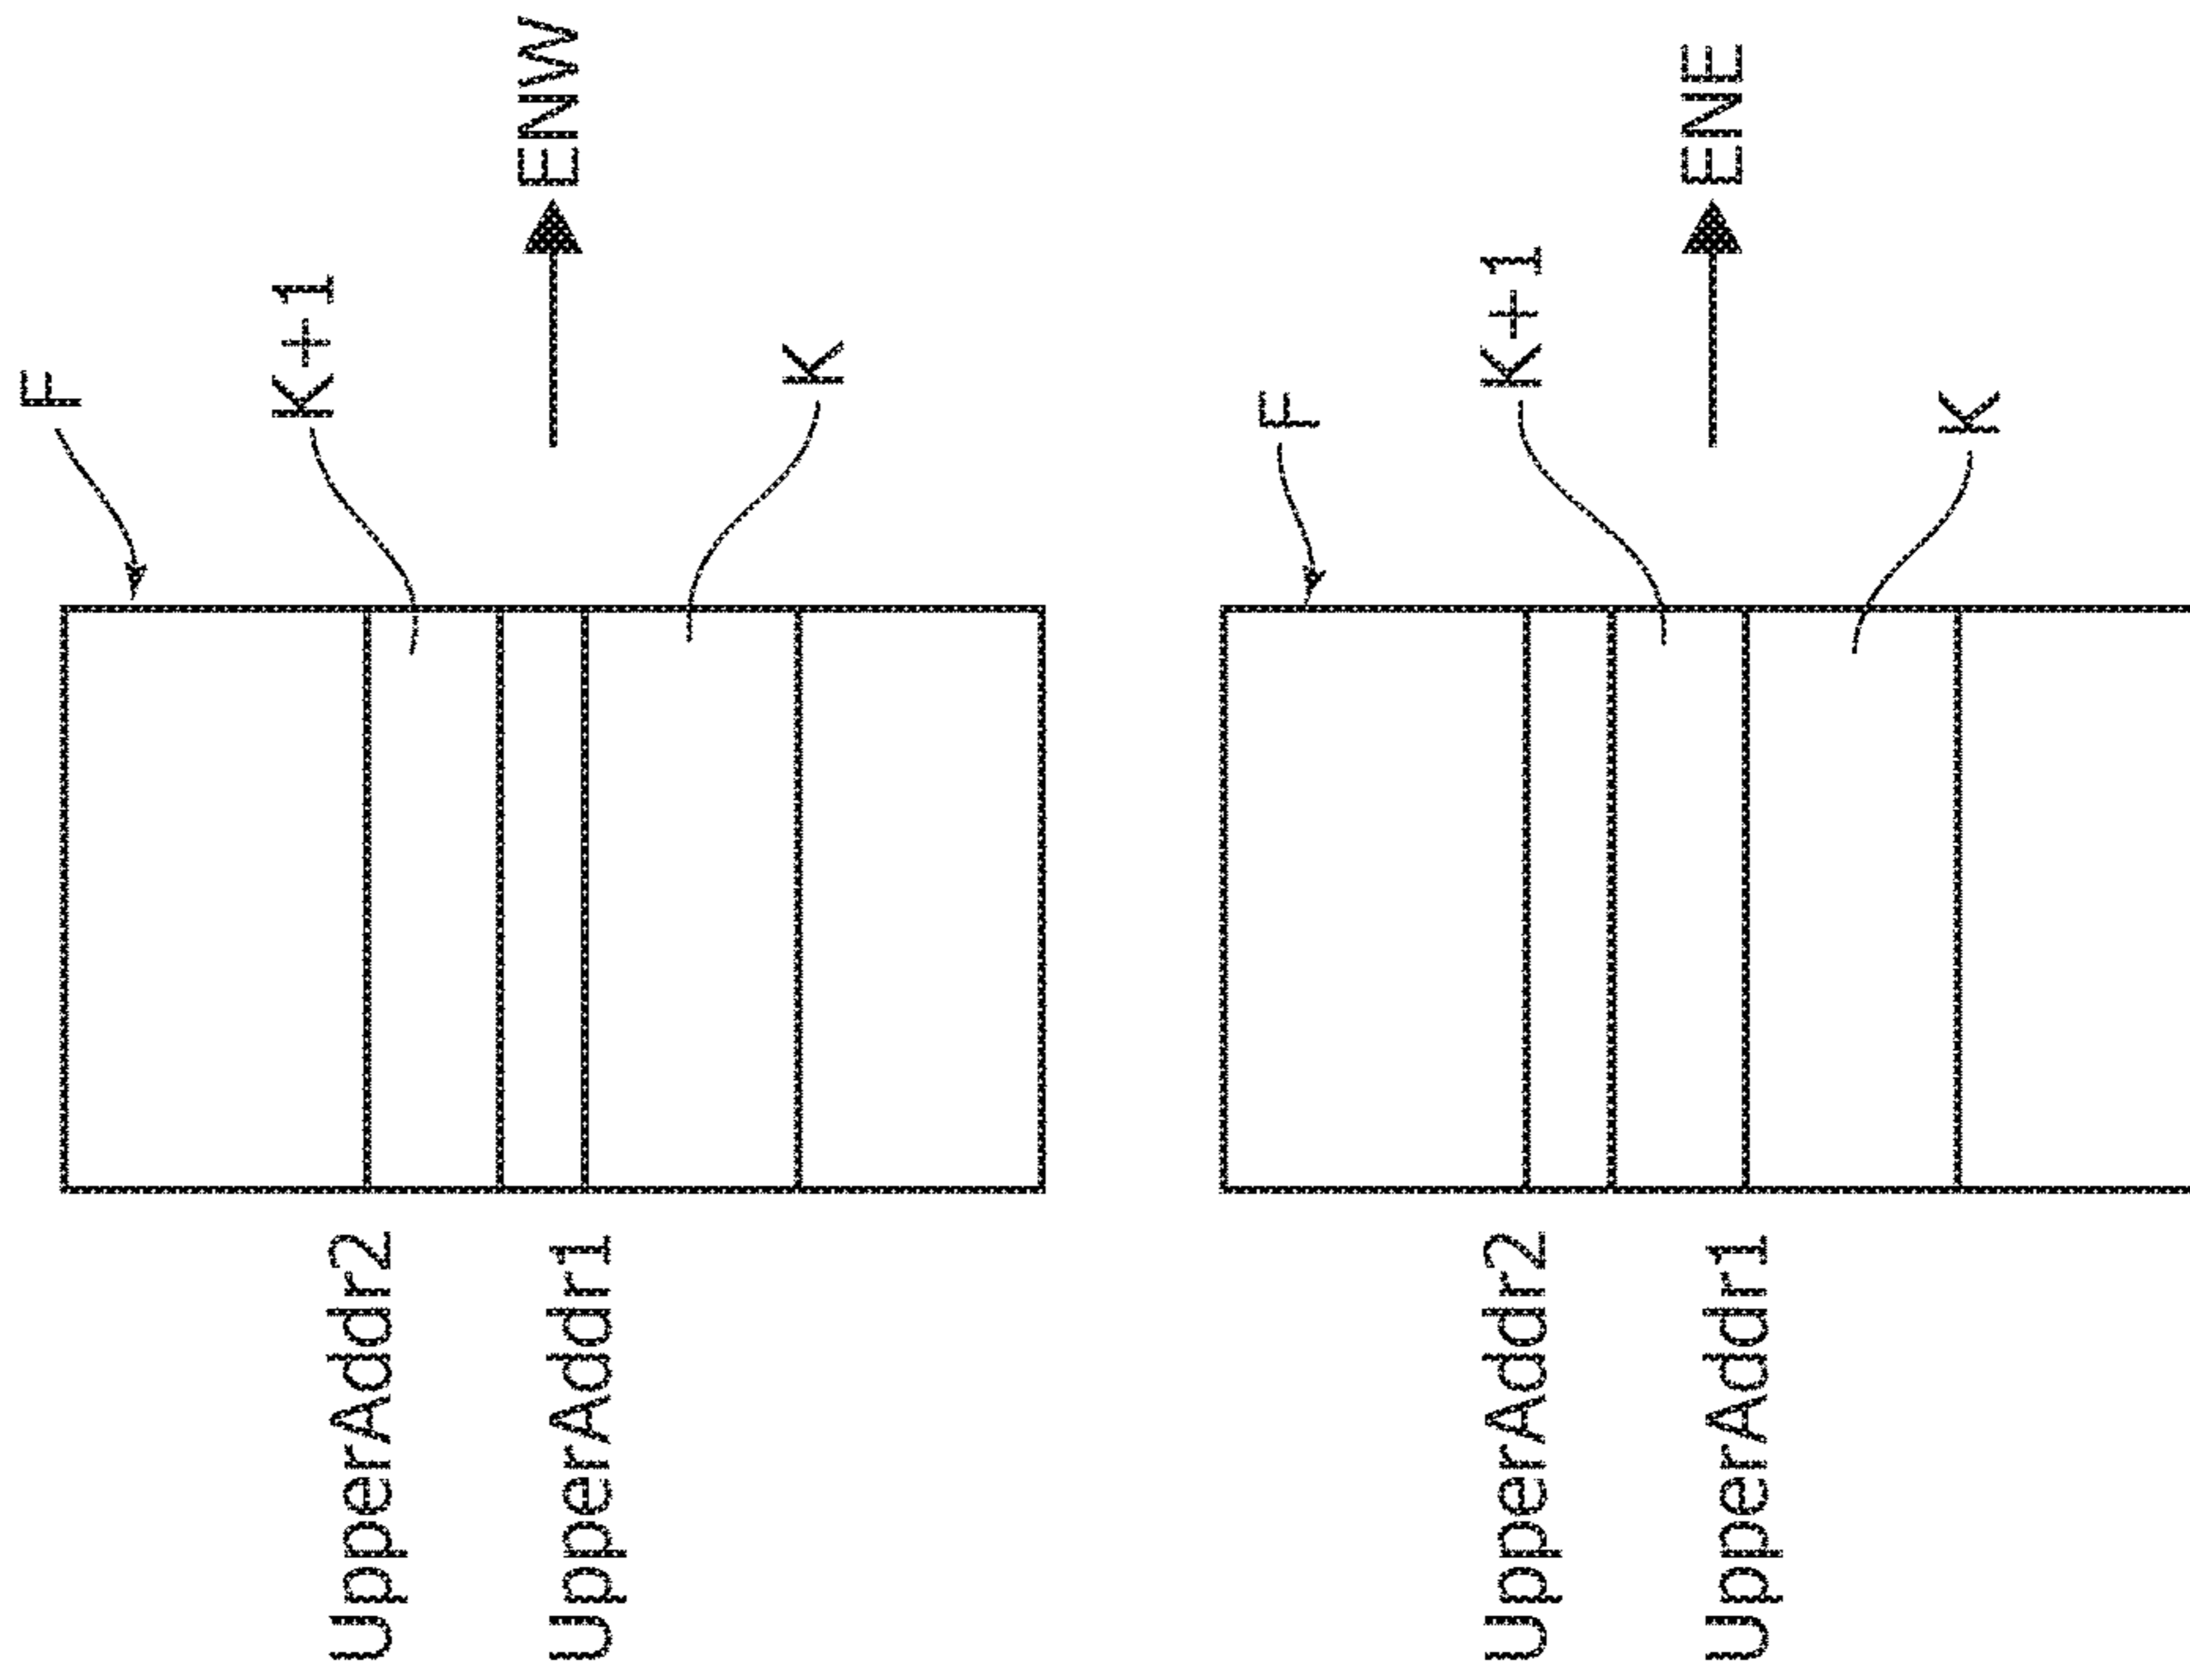 F
K+1
UpperAddr2
ENW
UpperAddr1
K
F
K+1
UpperAddr2
ENE
UpperAddr1
K